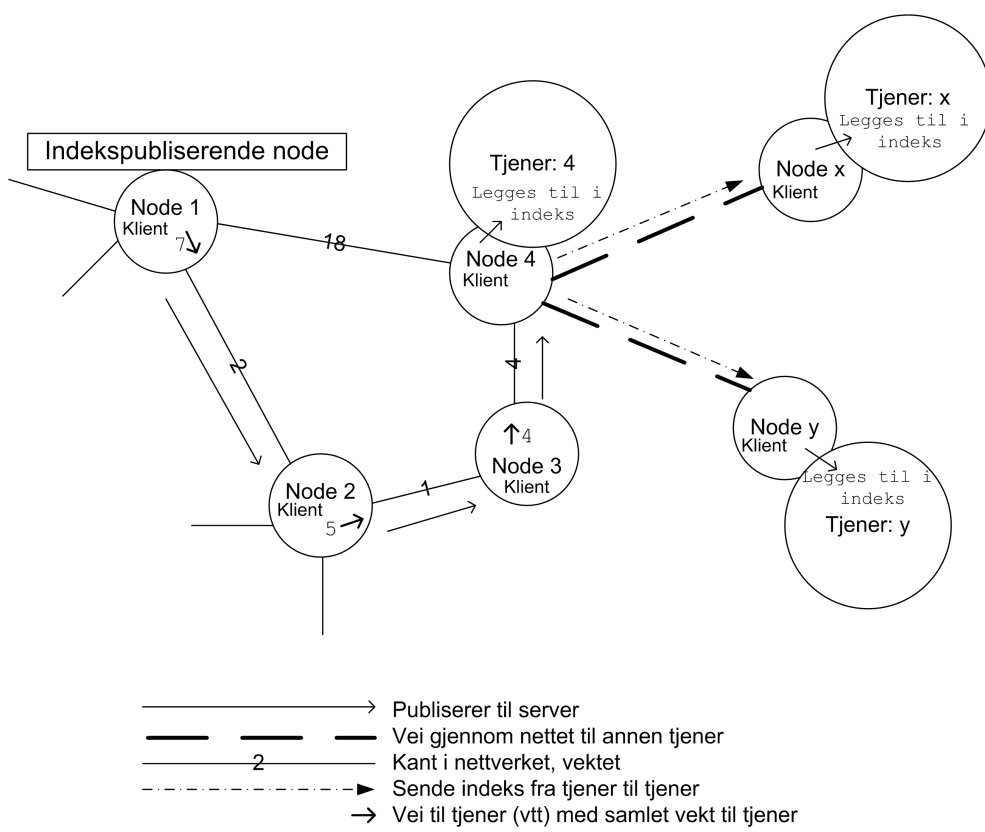 Indekspubliserende node
Node 1
Klient
7
18
2
Tjener: 4
Legges til i
indeks
Node 4
Klient
4
4
Node 3
Klient
1
Node 2
Klient
5
Tjener: x
Legges til i
indeks
Node x
Klient
Node y
Klient
Legges til i
indeks
Tjener: y
Publiserer til server
Vei gjennom nettet til annen tjener
2
Kant i nettverket, vektet
Sende indeks fra tjener til tjener
Vei til tjener (vtt) med samlet vekt til tjener